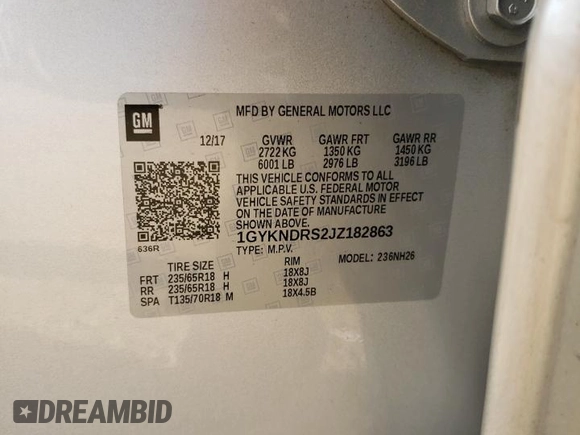 GM
MFD BY GENERAL MOTORS LLC
12/17 GVWR GAWR FRT GAWR RR
2722 KG 1350 KG 1450 KG
6001 LB 2976 LB 3196 LB
THIS VEHICLE CONFORMS TO ALL
APPLICABLE U.S. FEDERAL MOTOR
VEHICLE SAFETY STANDARDS IN EFFECT
ON THE DATE OF MANUFACTURE
SHOWN ABOVE.
1GYKNDRS2JZ182863
636R
TYPE: M.P.V. MODEL: 236NH26
TIRE SIZE RIM
FRT 235/65R18 H 18X8J
RR 235/65R18 H 18X8J
SPA T135/70R18 M 18X4.5B
DREAMBID